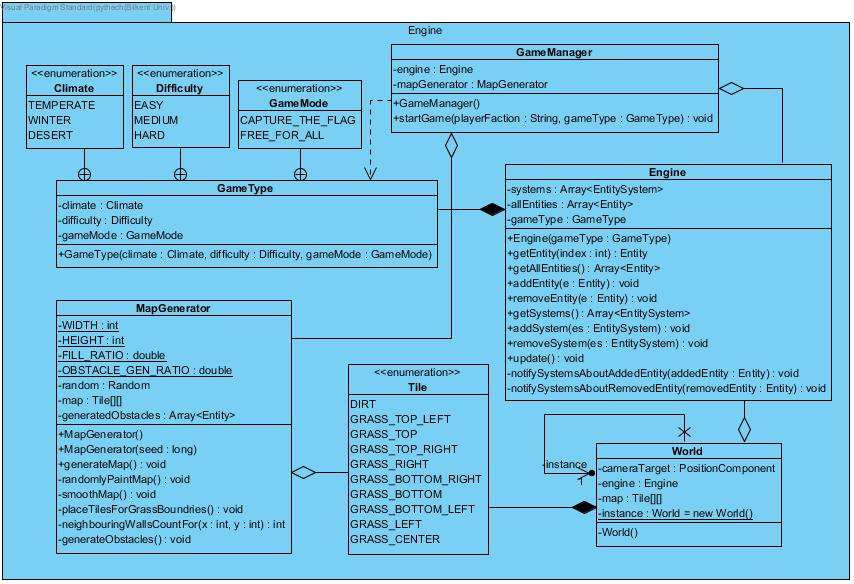 Visual Paradigm Standard(pythech(Bilkent Univ.))
Engine
<<enumeration>>
Climate
TEMPERATE
WINTER
DESERT
<<enumeration>>
Difficulty
EASY
MEDIUM
HARD
<<enumeration>>
GameMode
CAPTURE_THE_FLAG
FREE_FOR_ALL
GameManager
-engine : Engine
-mapGenerator : MapGenerator
+GameManager()
+startGame(playerFaction : String, gameType : GameType) : void
GameType
-climate : Climate
-difficulty : Difficulty
-gameMode : GameMode
+GameType(climate : Climate, difficulty : Difficulty, gameMode : GameMode)
Engine
-systems : Array<EntitySystem>
-allEntities : Array<Entity>
-gameType : GameType
+Engine(gameType : GameType)
+getEntity(index : int) : Entity
+getAllEntities() : Array<Entity>
+addEntity(e : Entity) : void
+removeEntity(e : Entity) : void
+getSystems() : Array<EntitySystem>
+addSystem(es : EntitySystem) : void
+removeSystem(es : EntitySystem) : void
+update() : void
-notifySystemsAboutAddedEntity(addedEntity : Entity) : void
-notifySystemsAboutRemovedEntity(removedEntity : Entity) : void
MapGenerator
-WIDTH : int
-HEIGHT : int
-FILL_RATIO : double
-OBSTACLE_GEN_RATIO : double
-random : Random
-map : Tile[][]
-generatedObstacles : Array<Entity>
+MapGenerator()
+MapGenerator(seed : long)
+generateMap() : void
-randomlyPaintMap() : void
-smoothMap() : void
-placeTilesForGrassBoundries() : void
-neighbouringWallsCountFor(x : int, y : int) : int
-generateObstacles() : void
<<enumeration>>
Tile
DIRT
GRASS_TOP_LEFT
GRASS_TOP
GRASS_TOP_RIGHT
GRASS_RIGHT
GRASS_BOTTOM_RIGHT
GRASS_BOTTOM
GRASS_BOTTOM_LEFT
GRASS_LEFT
GRASS_CENTER
-instance
World
-cameraTarget : PositionComponent
-engine : Engine
-map : Tile[][]
-instance : World = new World()
-World()